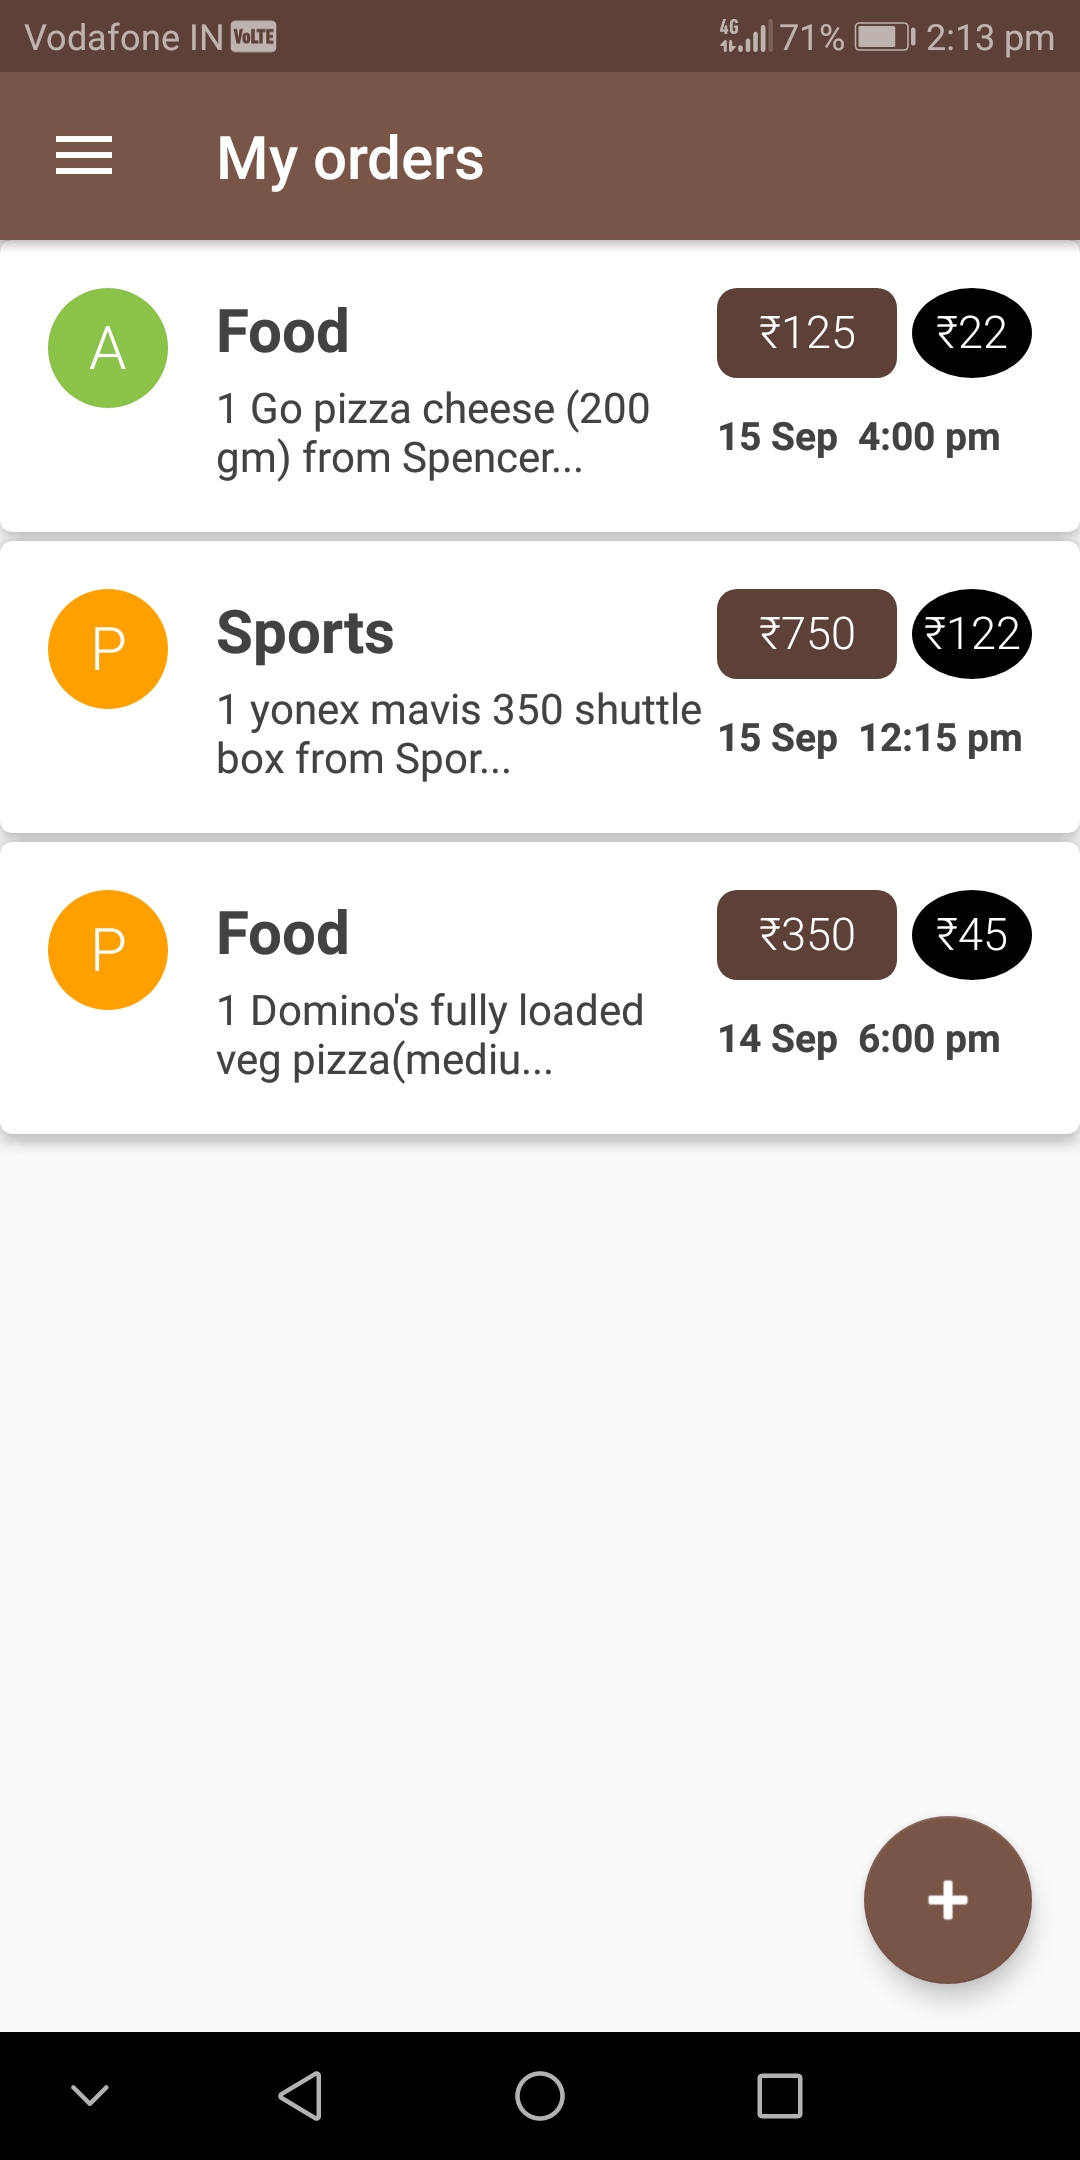 Vodafone IN VoLTE 4G 71% 2:13 pm
My orders
A Food ₹125 ₹22
1 Go pizza cheese (200
gm) from Spencer...
15 Sep 4:00 pm
P Sports ₹750 ₹122
1 yonex mavis 350 shuttle
box from Spor...
15 Sep 12:15 pm
P Food ₹350 ₹45
1 Domino's fully loaded
veg pizza(mediu...
14 Sep 6:00 pm
+